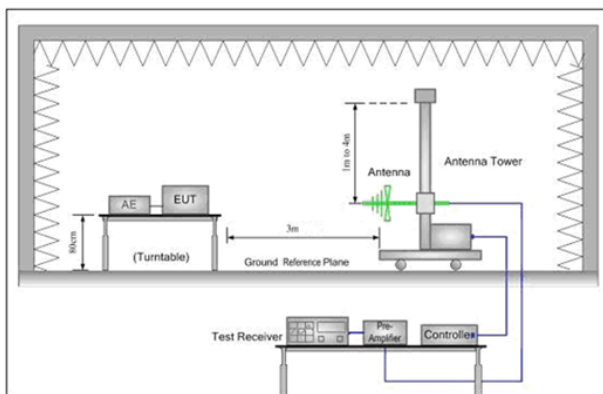 1m to 4m
Antenna
Antenna Tower
AE
EUT
80cm
(Turntable)
3m
Ground Reference Plane
Test Receiver
Pre-
Amplifier
Controller